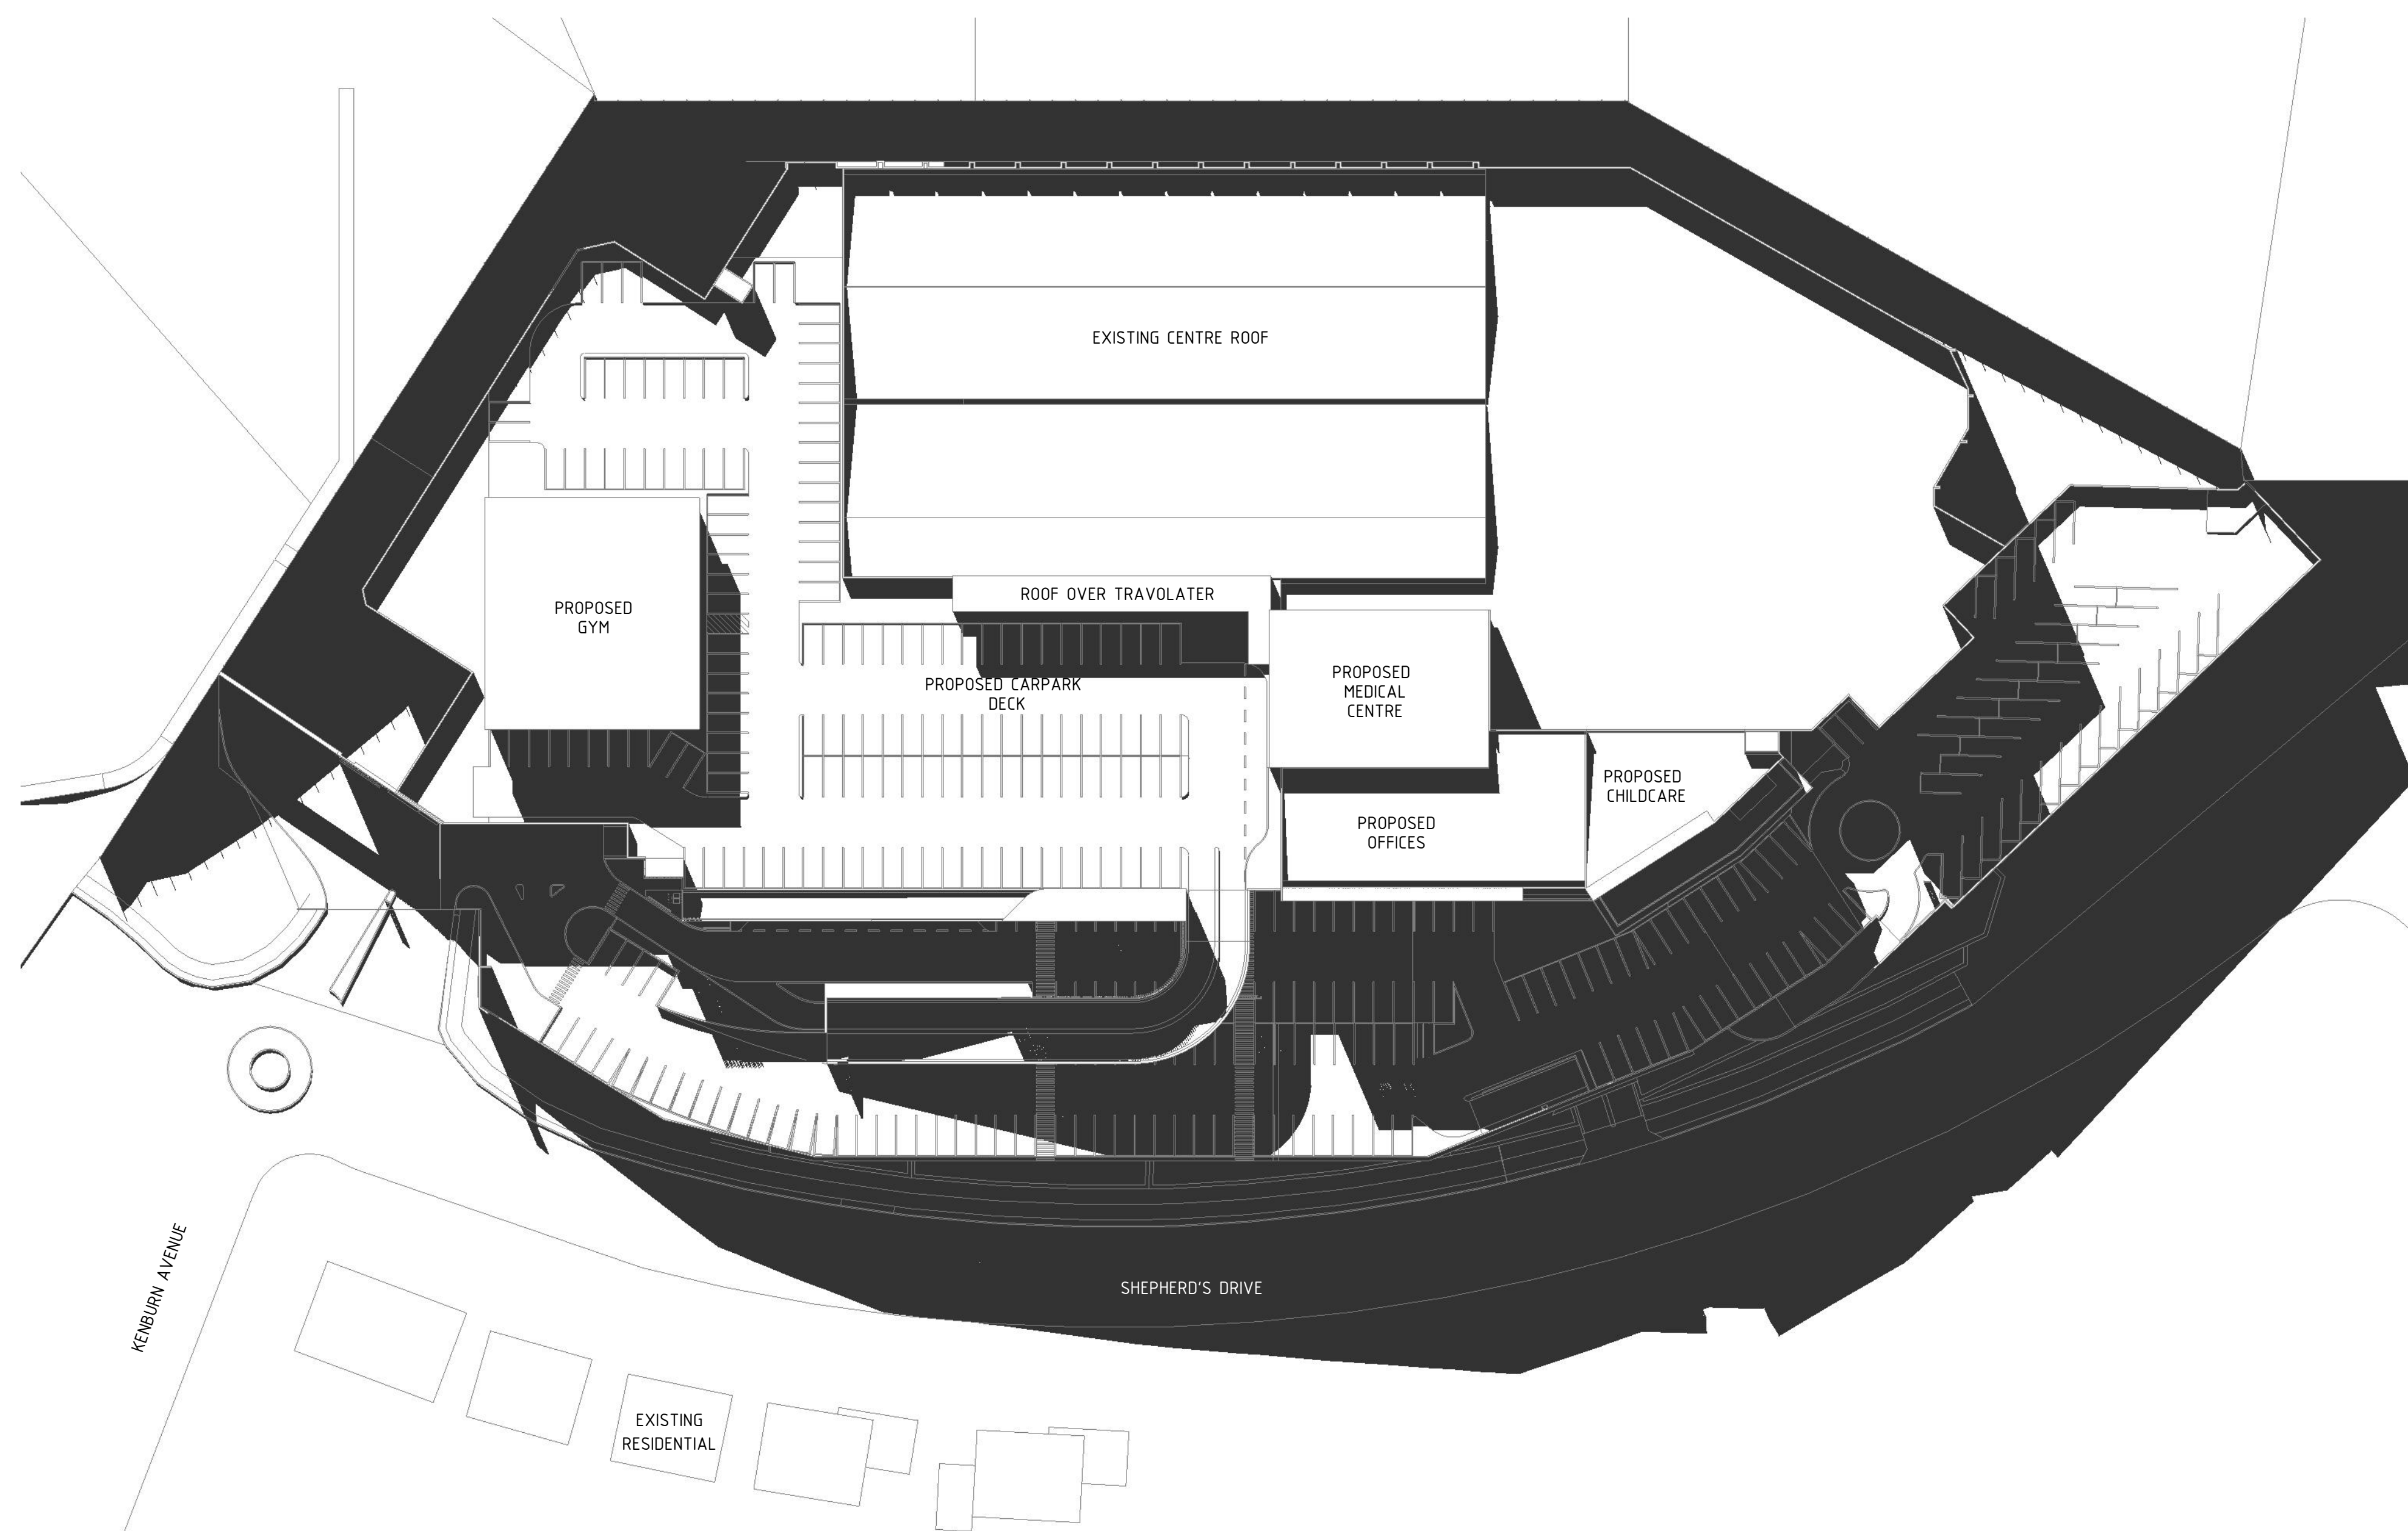 EXISTING CENTRE ROOF
ROOF OVER TRAVOLATER
PROPOSED
GYM
PROPOSED CARPARK
DECK
PROPOSED
MEDICAL
CENTRE
PROPOSED
CHILDCARE
PROPOSED
OFFICES
SHEPHERD'S DRIVE
KENBURN AVENUE
EXISTING
RESIDENTIAL